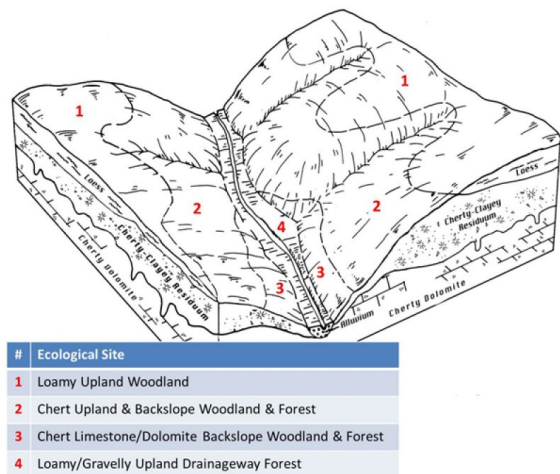 1
1
Loess
Loess
2
2
Cherty-Clayey
Residuum
4
3
3
Cherty-Clayey Residuum
Cherty Dolomite
Alluvium
Cherty Dolomite
# Ecological Site
1 Loamy Upland Woodland
2 Chert Upland & Backslope Woodland & Forest
3 Chert Limestone/Dolomite Backslope Woodland & Forest
4 Loamy/Gravelly Upland Drainageway Forest